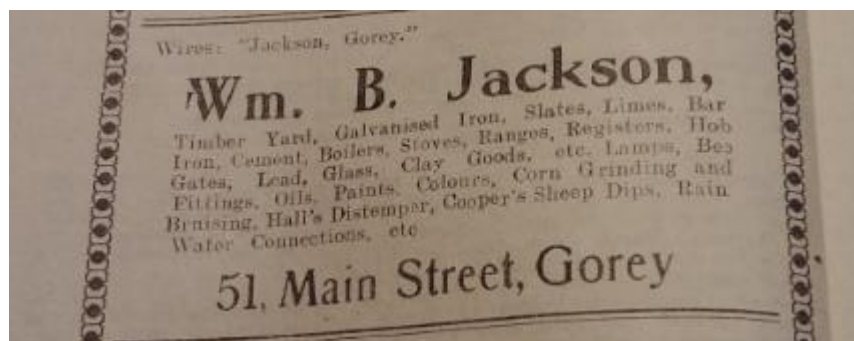 Wires: "Jackson, Gorey."
Wm. B. Jackson,
Timber Yard, Galvanised Iron, Slates, Limes, Bar
Iron, Cement, Boilers, Stoves, Ranges, Registers, Hob
Gates, Lead, Glass, Clay Goods, etc. Lamps, Bee
Fittings, Oils, Paints, Colours, Corn Grinding and
Bruising, Hall's Distemper, Cooper's Sheep Dips, Rain
Water Connections, etc
51, Main Street, Gorey